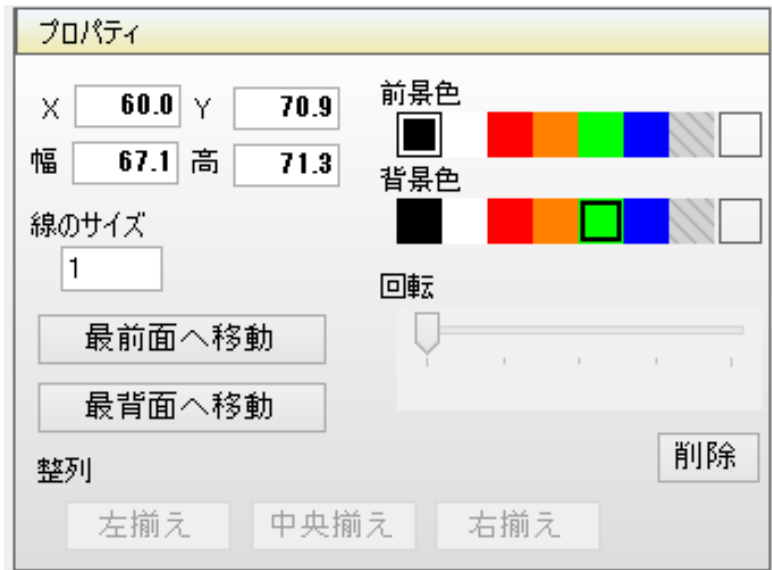 プロパティ
X 60.0 Y 70.9
幅 67.1 高 71.3
線のサイズ
1
最前面へ移動
最背面へ移動
整列
左揃え 中央揃え 右揃え
前景色
背景色
回転
削除